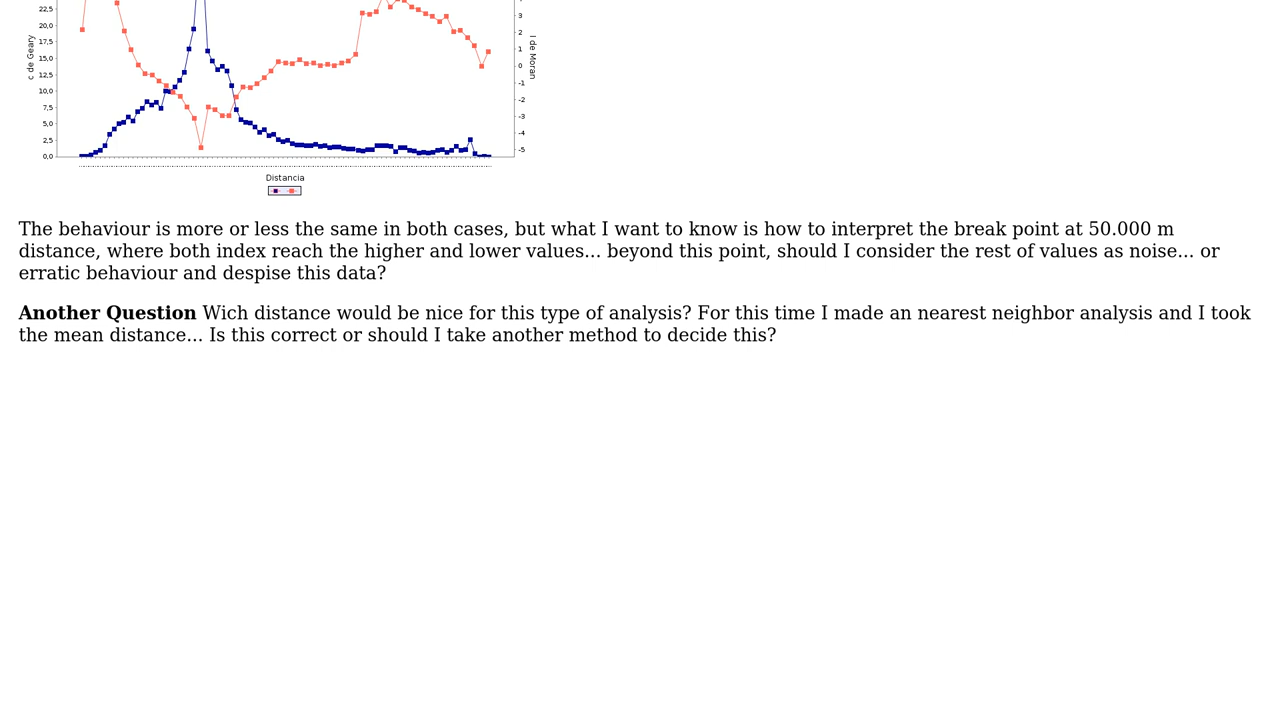 22,5
20,0
17,5
15,0
12,5
10,0
7,5
5,0
2,5
0,0
c de Geary
3
2
1
0
-1
-2
-3
-4
-5
I de Moran
Distancia
The behaviour is more or less the same in both cases, but what I want to know is how to interpret the break point at 50.000 m
distance, where both index reach the higher and lower values... beyond this point, should I consider the rest of values as noise... or
erratic behaviour and despise this data?
Another Question Wich distance would be nice for this type of analysis? For this time I made an nearest neighbor analysis and I took
the mean distance... Is this correct or should I take another method to decide this?